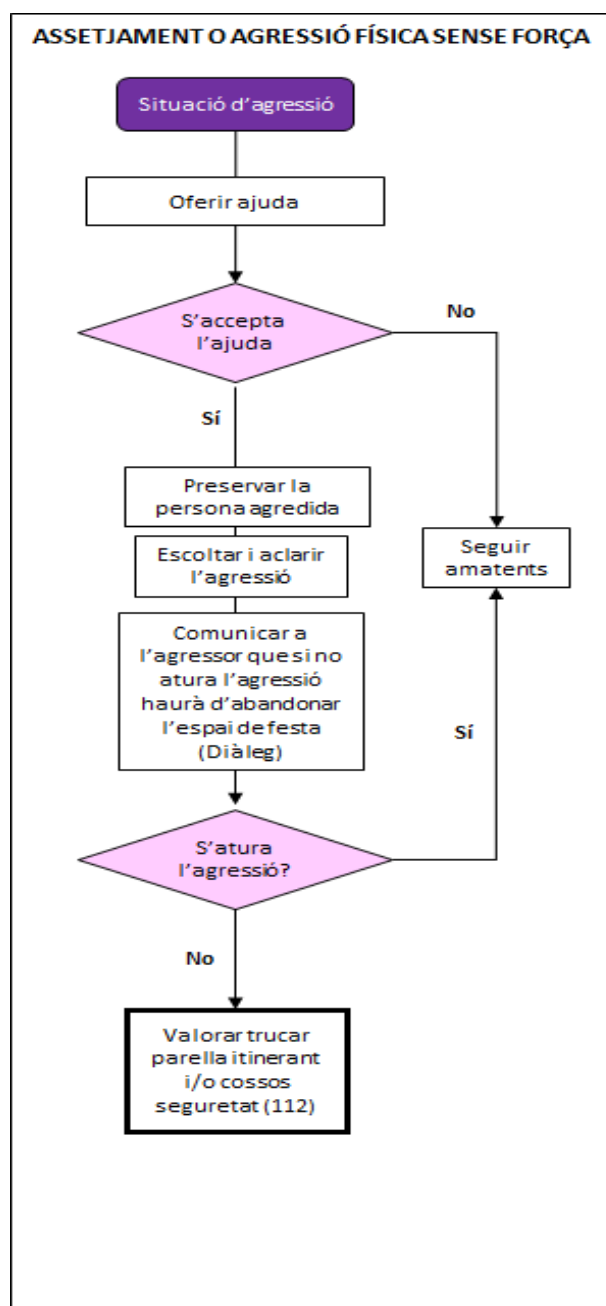 ASSETJAMENT O AGRESSIÓ FÍSICA SENSE FORÇA
Situació d'agressió
Oferir ajuda
S'accepta
l'ajuda
No
Sí
Preservar la
persona agredida
Escoltar i aclarir
l'agressió
Seguir
amatents
Comunicar a
l'agressor que si no
atura l'agressió
haurà d'abandonar
l'espai de festa
(Diàleg)
Sí
S'atura
l'agressió?
No
Valorar trucar
parella itinerant
i/o cossos
seguretat (112)